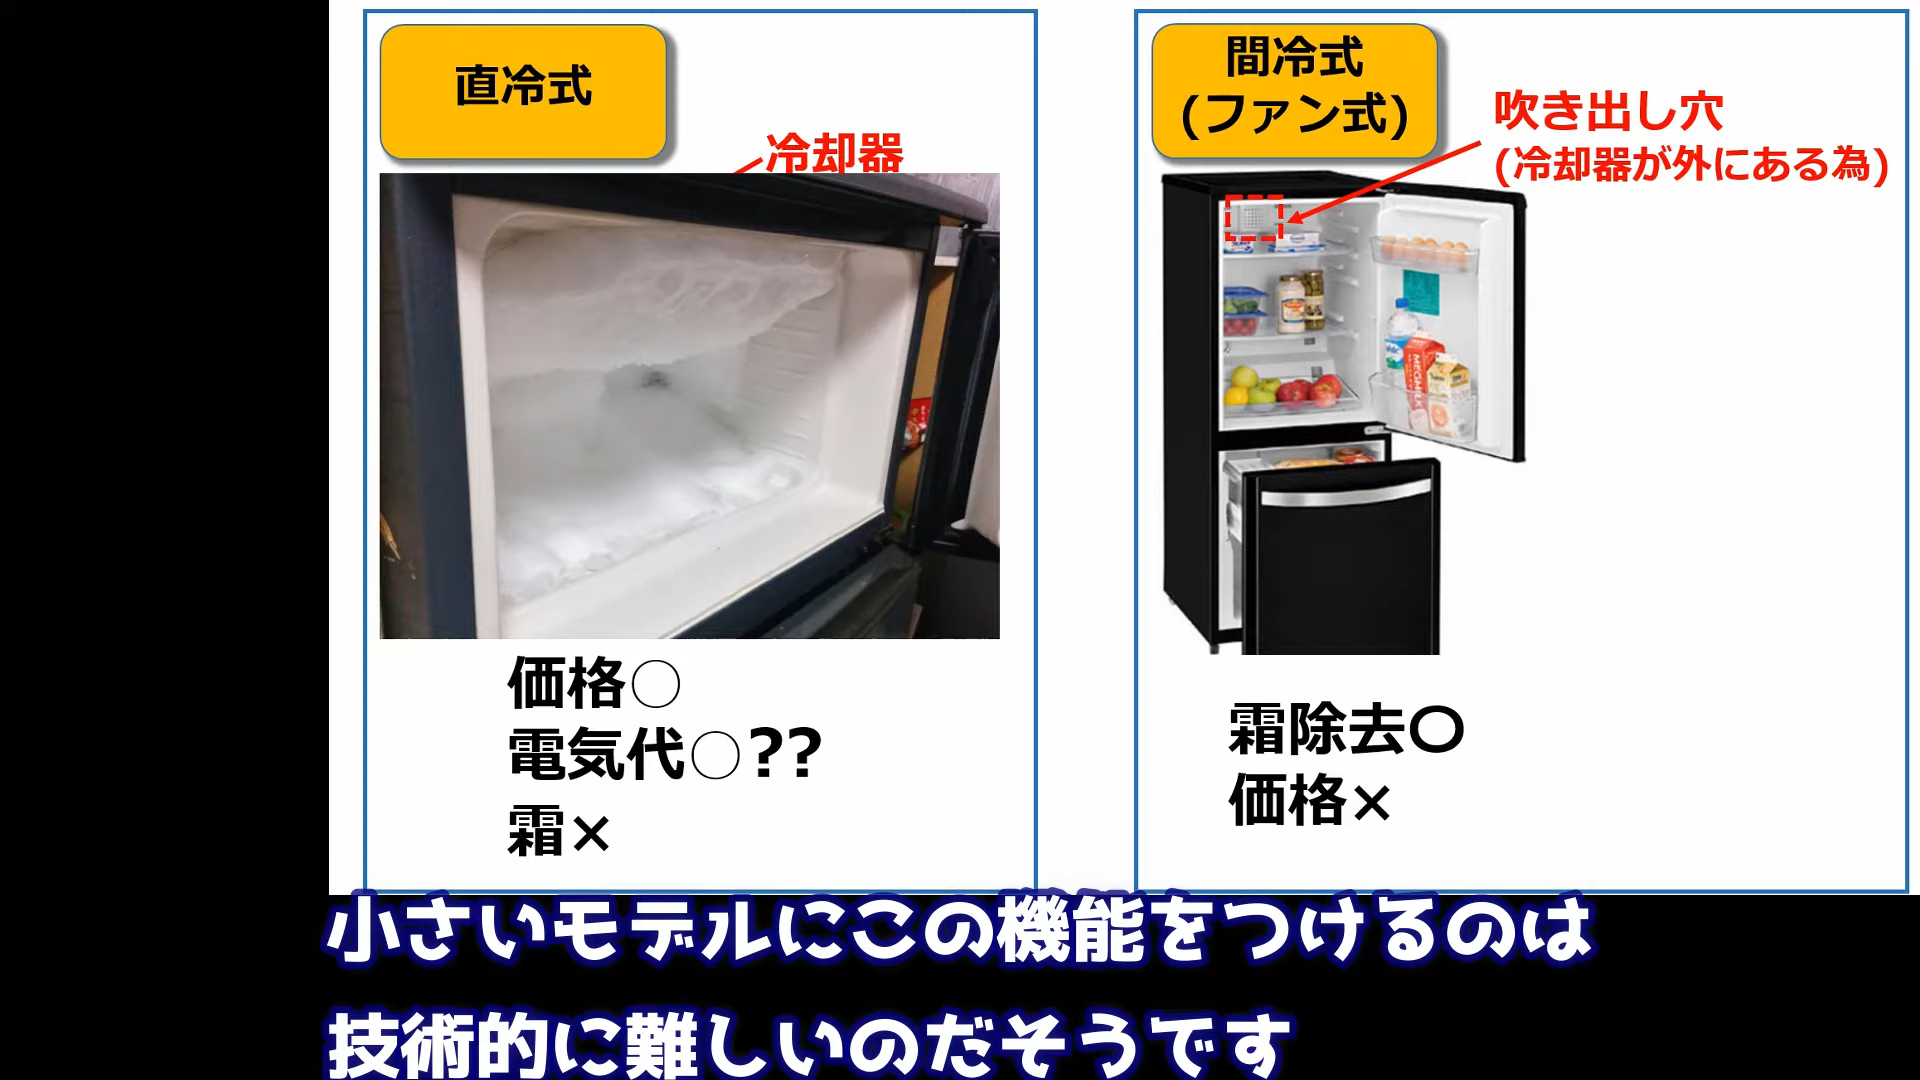 直冷式
冷却器
価格○
電気代○??
霜×
間冷式
(ファン式)
吹き出し穴
(冷却器が外にある為)
MEGMILK
霜除去○
価格×
小さいモデルにこの機能をつけるのは
技術的に難しいのだそうです